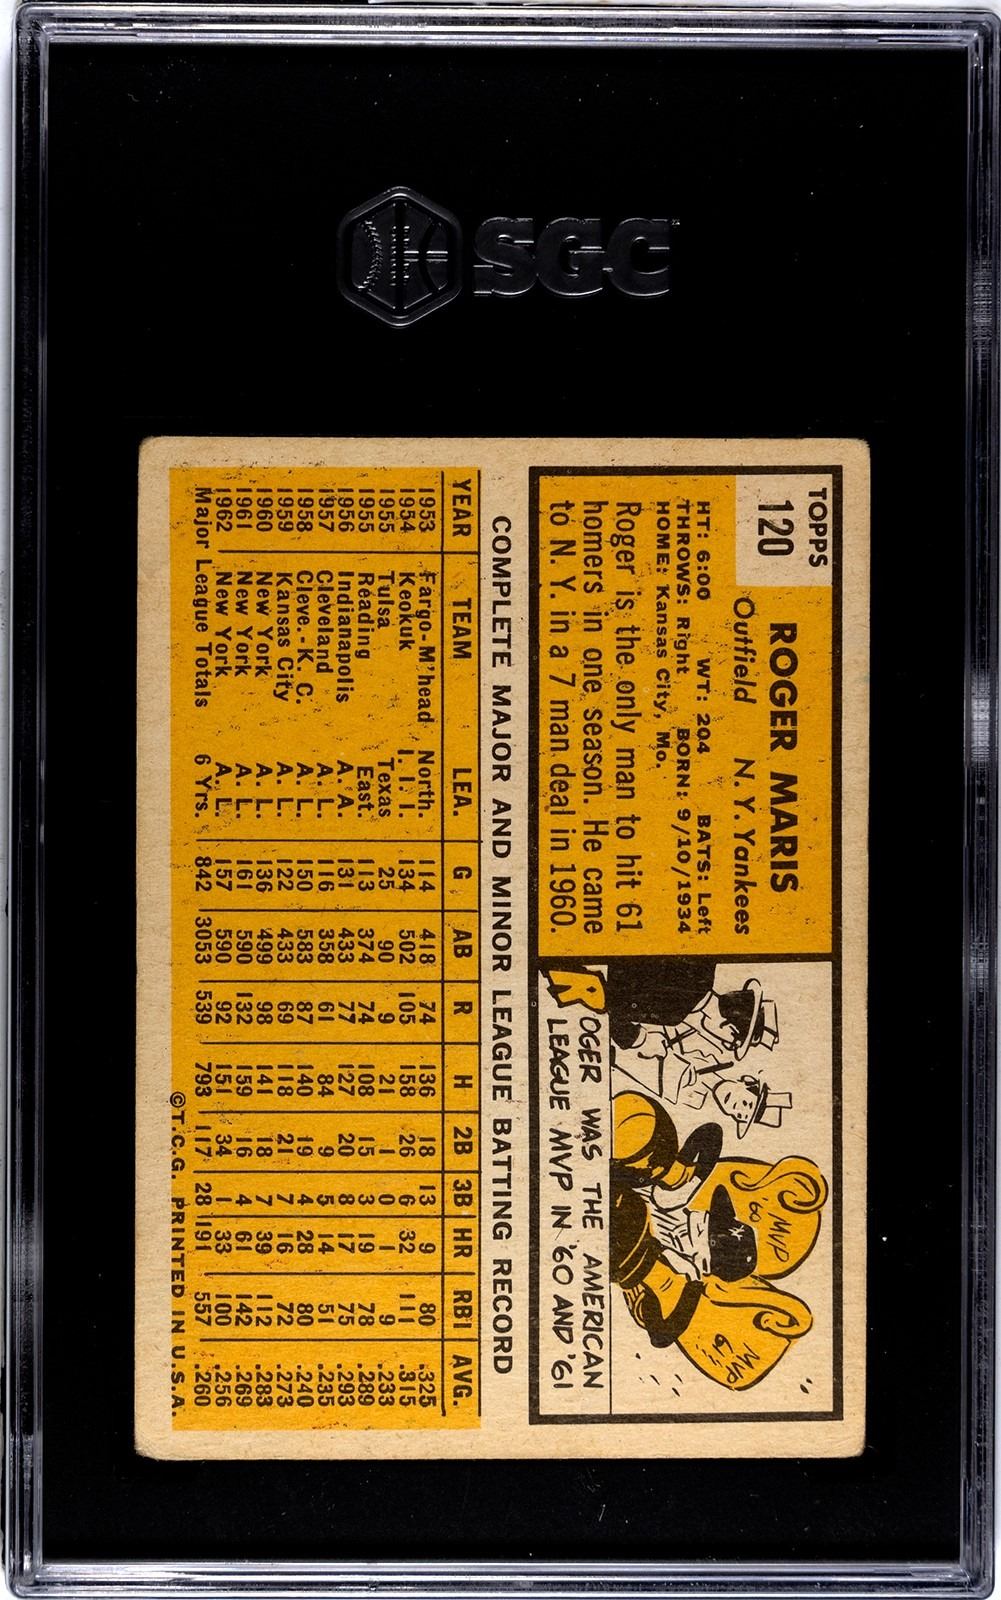 SGC
TOPPS
120
ROGER MARIS
Outfield N. Y. Yankees
HT: 6:00 WT: 204 BATS: Left
THROWS: Right BORN: 9/10/1934
HOME: Kansas City, Mo.
Roger is the only man to hit 61
homers in one season. He came
to N. Y. in a 7 man deal in 1960.
'60 MVP
MVP 61
ROGER WAS THE AMERICAN
LEAGUE MVP IN '60 AND '61
COMPLETE MAJOR AND MINOR LEAGUE BATTING RECORD
YEAR TEAM LEA. G AB R H 2B 3B HR RBI AVG.
1953 Fargo-M'head North. 114 418 74 136 18 13 9 80 .325
1954 Keokuk I. I. I. 134 502 105 158 26 6 32 111 .315
1955 Tulsa Texas 25 90 9 21 1 0 1 9 .233
1955 Reading East. 113 374 74 108 15 3 19 78 .289
1956 Indianapolis A. A. 131 433 77 127 20 8 17 75 .293
1957 Cleveland A. L. 116 358 61 84 9 5 14 51 .235
1958 Cleve.-K. C. A. L. 150 583 87 140 19 4 28 80 .240
1959 Kansas City A. L. 122 433 69 118 21 7 16 72 .273
1960 New York A. L. 136 499 98 141 18 7 39 112 .283
1961 New York A. L. 161 590 132 159 16 4 61 142 .269
1962 New York A. L. 157 590 92 151 34 1 33 100 .256
Major League Totals 6 Yrs. 842 3053 539 793 117 28 191 557 .260
©T.C.G. PRINTED IN U.S.A.